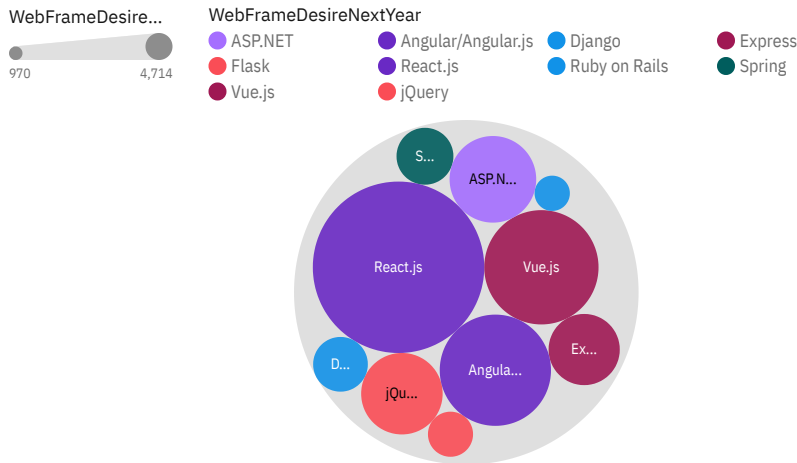 WebFrameDesire...
970
4,714
WebFrameDesireNextYear
ASP.NET
Angular/Angular.js
Django
Express
Flask
React.js
Ruby on Rails
Spring
Vue.js
jQuery
S...
ASP.N...
React.js
Vue.js
Ex...
D...
Angula...
jQu...